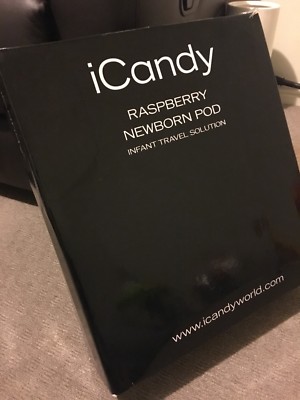 iCandy
RASPBERRY
NEWBORN POD
INFANT TRAVEL SOLUTION
www.icandyworld.com